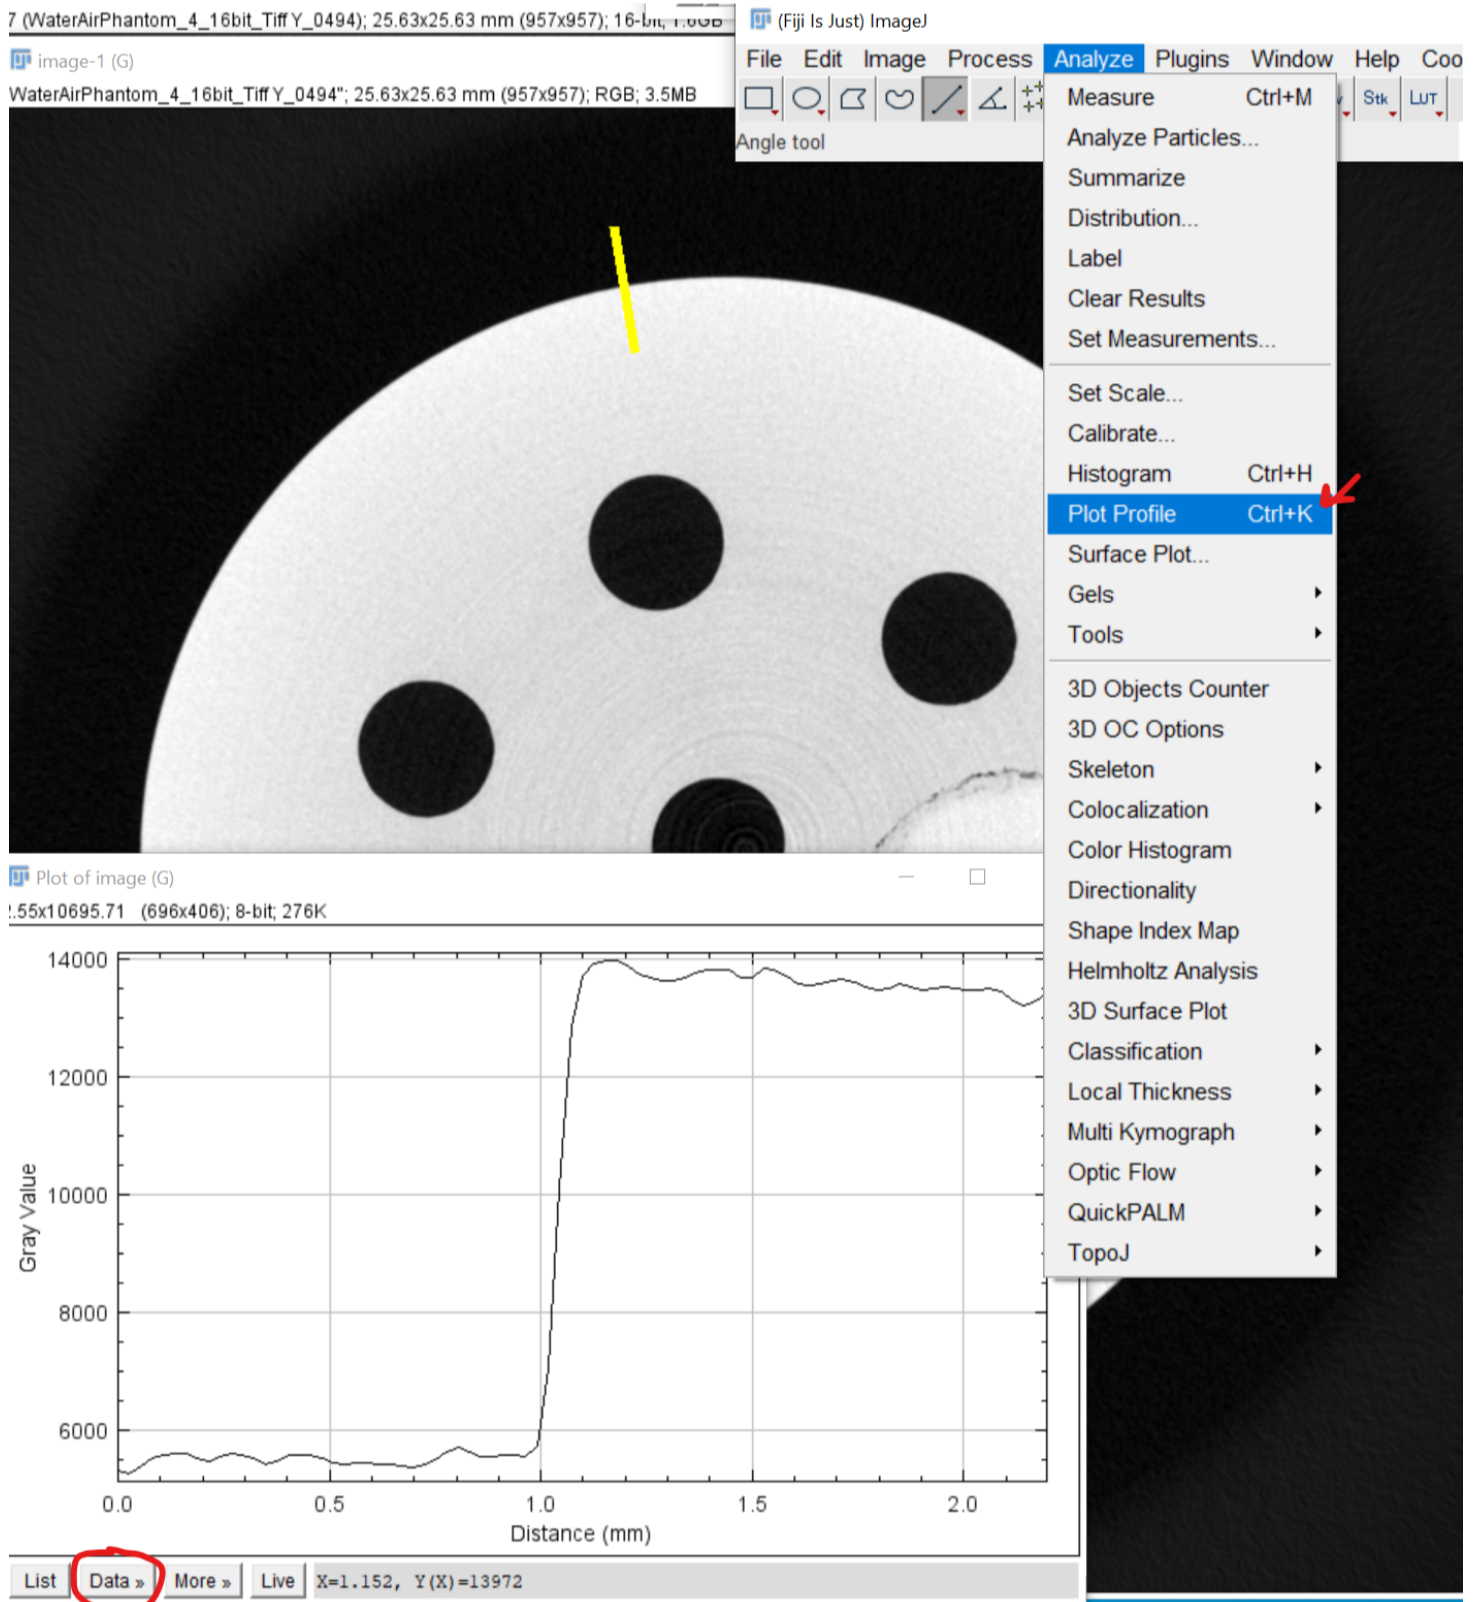 7 (WaterAirPhantom_4_16bit_Tiff Y_0494); 25.63x25.63 mm (957x957); 16-bit; 1.6GB
(Fiji Is Just) ImageJ
image-1 (G)
File Edit Image Process Analyze Plugins Window Help Coo
WaterAirPhantom_4_16bit_Tiff Y_0494"; 25.63x25.63 mm (957x957); RGB; 3.5MB
Stk LUT
Angle tool
Measure Ctrl+M
Analyze Particles...
Summarize
Distribution...
Label
Clear Results
Set Measurements...
Set Scale...
Calibrate...
Histogram Ctrl+H
Plot Profile Ctrl+K
Surface Plot...
Gels
Tools
3D Objects Counter
3D OC Options
Skeleton
Colocalization
Color Histogram
Directionality
Shape Index Map
Helmholtz Analysis
3D Surface Plot
Classification
Local Thickness
Multi Kymograph
Optic Flow
QuickPALM
TopoJ
Plot of image (G)
.55x10695.71 (696x406); 8-bit; 276K
14000
12000
10000
8000
6000
Gray Value
0.0 0.5 1.0 1.5 2.0
Distance (mm)
List Data » More » Live X=1.152, Y(X)=13972